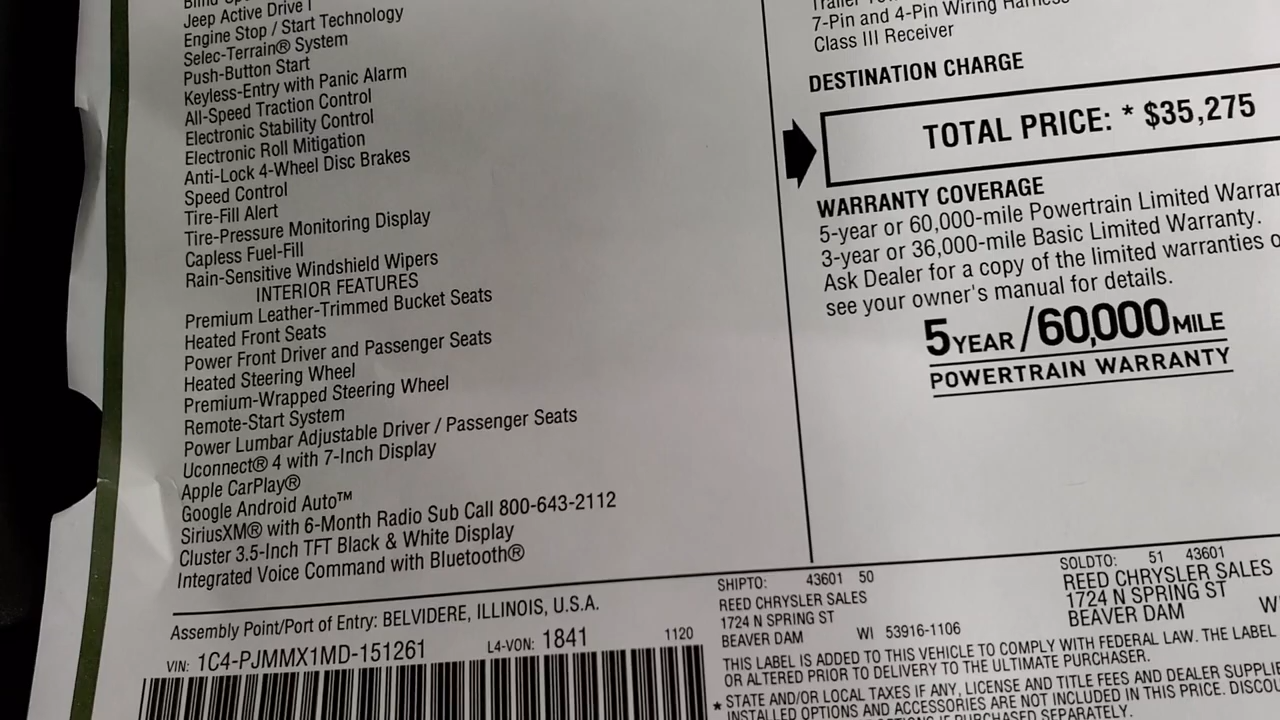 Jeep Active Drive I
Engine Stop / Start Technology
Selec-Terrain® System
Push-Button Start
Keyless-Entry with Panic Alarm
All-Speed Traction Control
Electronic Stability Control
Electronic Roll Mitigation
Anti-Lock 4-Wheel Disc Brakes
Speed Control
Tire-Fill Alert
Tire-Pressure Monitoring Display
Capless Fuel-Fill
Rain-Sensitive Windshield Wipers
INTERIOR FEATURES
Premium Leather-Trimmed Bucket Seats
Heated Front Seats
Power Front Driver and Passenger Seats
Heated Steering Wheel
Premium-Wrapped Steering Wheel
Remote-Start System
Power Lumbar Adjustable Driver / Passenger Seats
Uconnect® 4 with 7-Inch Display
Apple CarPlay®
Google Android Auto™
SiriusXM® with 6-Month Radio Sub Call 800-643-2112
Cluster 3.5-Inch TFT Black & White Display
Integrated Voice Command with Bluetooth®
7-Pin and 4-Pin Wiring Harness
Class III Receiver
DESTINATION CHARGE
TOTAL PRICE: * $35,275
WARRANTY COVERAGE
5-year or 60,000-mile Powertrain Limited
3-year or 36,000-mile Basic Limited Warranty.
Ask Dealer for a copy of the limited warranties
see your owner's manual for details.
5 YEAR / 60,000 MILE
POWERTRAIN WARRANTY
Assembly Point/Port of Entry: BELVIDERE, ILLINOIS, U.S.A.
VIN: 1C4-PJMMX1MD-151261 L4-VON: 1841 1120
SHIPTO: 43601 50
REED CHRYSLER SALES
1724 N SPRING ST
BEAVER DAM WI 53916-1106
SOLDTO: 51 43601
REED CHRYSLER SALES
1724 N SPRING ST
BEAVER DAM
THIS LABEL IS ADDED TO THIS VEHICLE TO COMPLY WITH FEDERAL LAW. THE LABEL
OR ALTERED PRIOR TO DELIVERY TO THE ULTIMATE PURCHASER.
* STATE AND/OR LOCAL TAXES IF ANY, LICENSE AND TITLE FEES AND DEALER
INSTALLED OPTIONS AND ACCESSORIES ARE NOT INCLUDED IN THIS PRICE.
IF PURCHASED SEPARATELY.